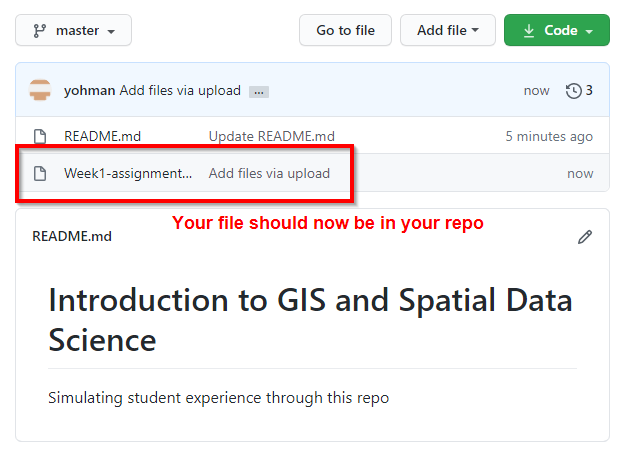 master Go to file Add file Code
yohman Add files via upload ... now 3
README.md Update README.md 5 minutes ago
Week1-assignment... Add files via upload now
Your file should now be in your repo
README.md
Introduction to GIS and Spatial Data
Science
Simulating student experience through this repo